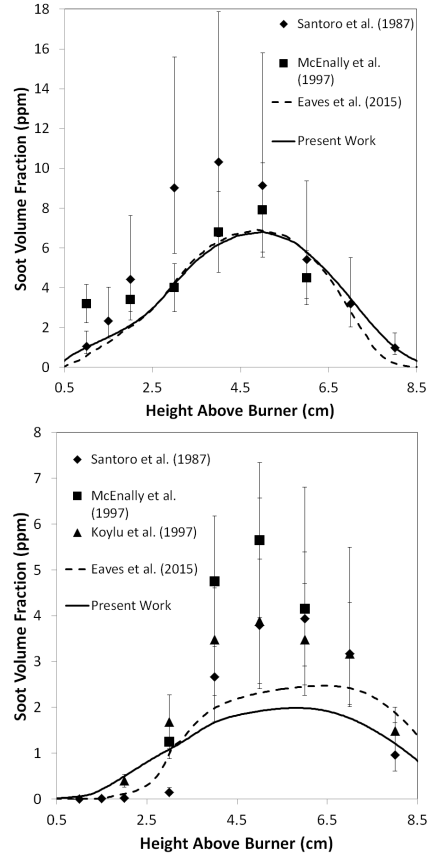 18
16
14
12
10
8
6
4
2
0
Soot Volume Fraction (ppm)
Santoro et al. (1987)
McEnally et al.
(1997)
Eaves et al. (2015)
Present Work
0.5 2.5 4.5 6.5 8.5
Height Above Burner (cm)
8
7
6
5
4
3
2
1
0
Soot Volume Fraction (ppm)
Santoro et al. (1987)
McEnally et al.
(1997)
Koylu et al. (1997)
Eaves et al. (2015)
Present Work
0.5 2.5 4.5 6.5 8.5
Height Above Burner (cm)